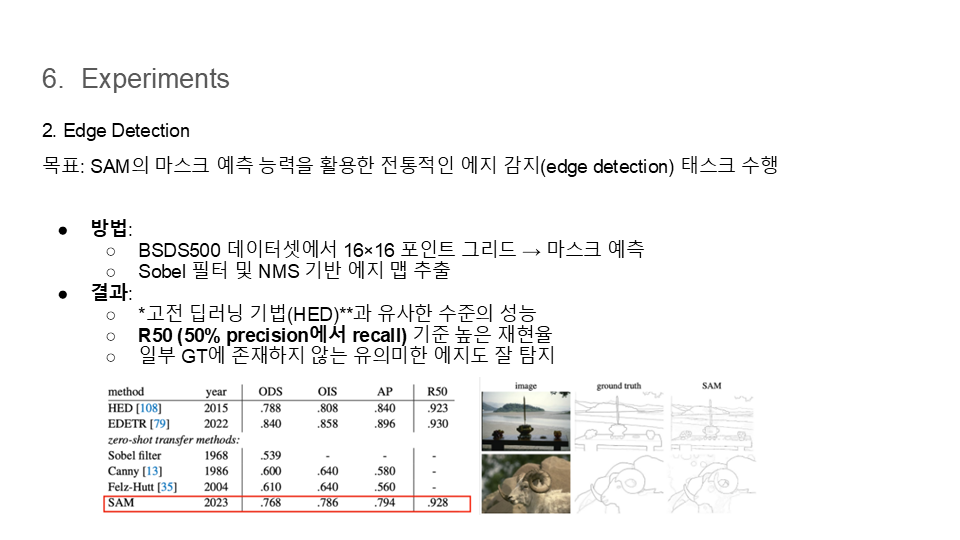 6. Experiments
2. Edge Detection
목표: SAM의 마스크 예측 능력을 활용한 전통적인 에지 감지(edge detection) 태스크 수행
● 방법:
○ BSDS500 데이터셋에서 16×16 포인트 그리드 → 마스크 예측
○ Sobel 필터 및 NMS 기반 에지 맵 추출
● 결과:
○ *고전 딥러닝 기법(HED)**과 유사한 수준의 성능
○ R50 (50% precision에서 recall) 기준 높은 재현율
○ 일부 GT에 존재하지 않는 유의미한 에지도 잘 탐지
method year ODS OIS AP R50
HED [108] 2015 .788 .808 .840 .923
EDETR [79] 2022 .840 .858 .896 .930
zero-shot transfer methods:
Sobel filter 1968 .539 - - -
Canny [13] 1986 .600 .640 .580 -
Felz-Hutt [35] 2004 .610 .640 .560 -
SAM 2023 .768 .786 .794 .928
image ground truth SAM